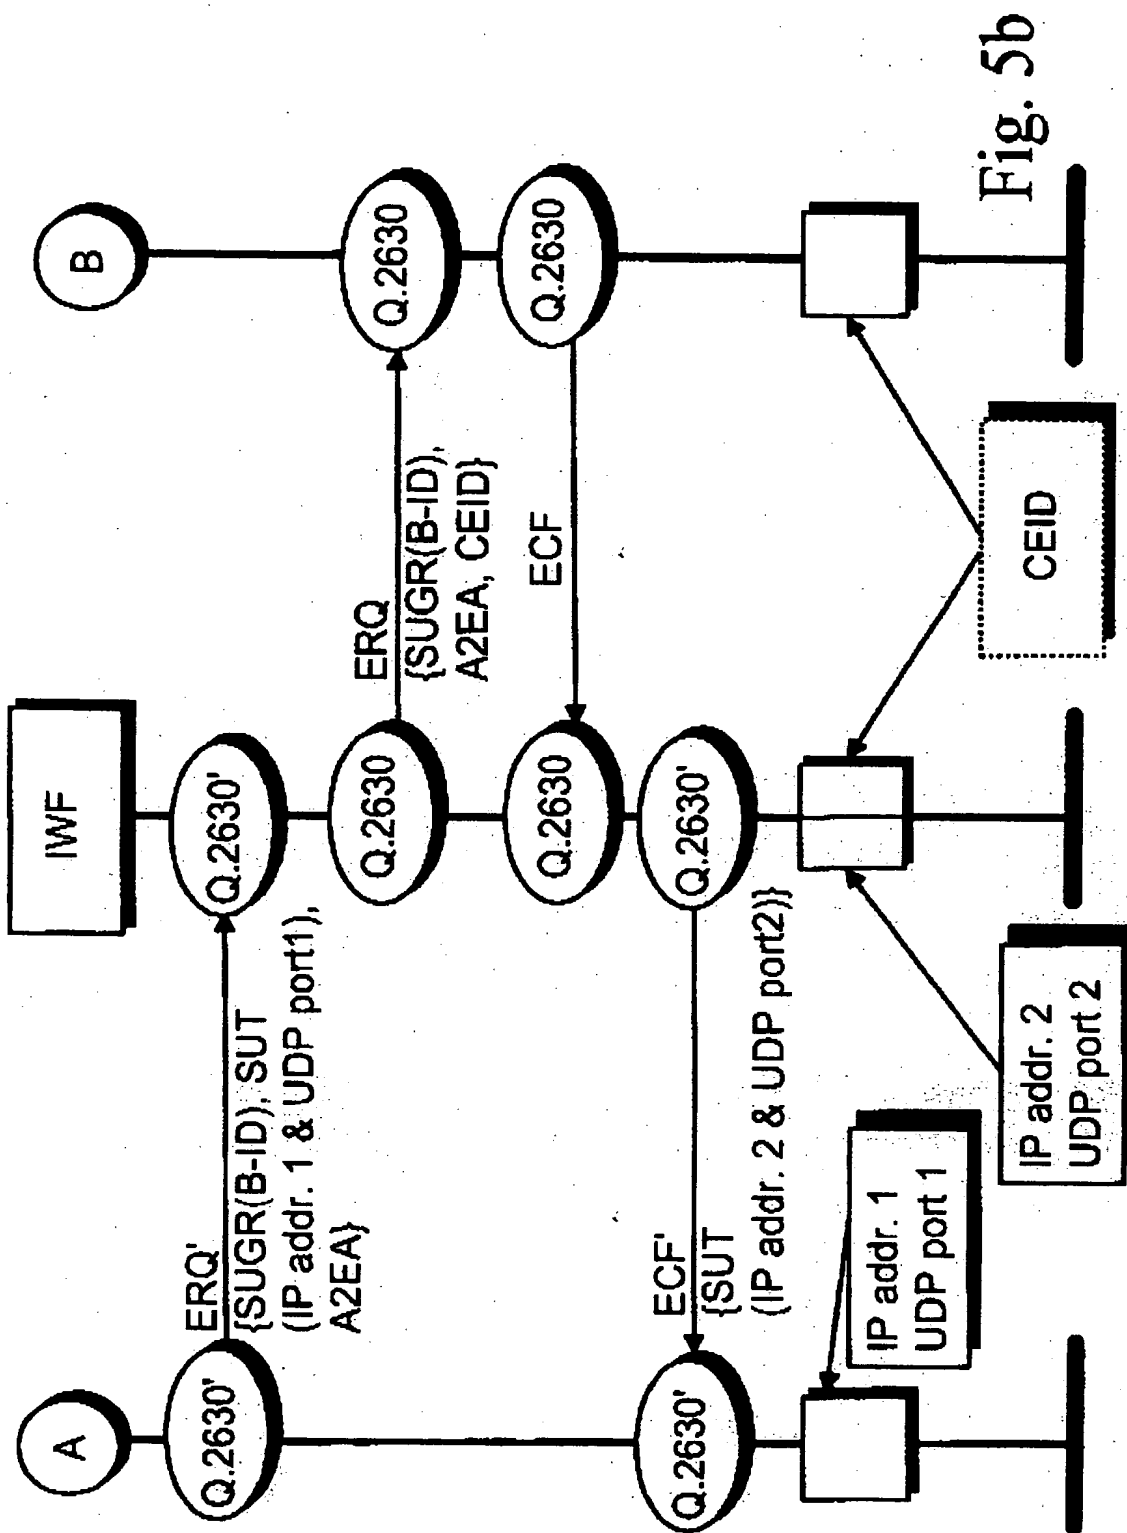 A
IWF
B
Q.2630'
ERQ'
{SUGR(B-ID), SUT
(IP addr. 1 & UDP port1),
A2EA}
Q.2630'
Q.2630
ERQ
{SUGR(B-ID),
A2EA, CEID}
Q.2630
Q.2630
ECF
Q.2630
Q.2630'
ECF'
{SUT
(IP addr. 2 & UDP port2)}
Q.2630'
IP addr. 1
UDP port 1
IP addr. 2
UDP port 2
CEID
Fig. 5b